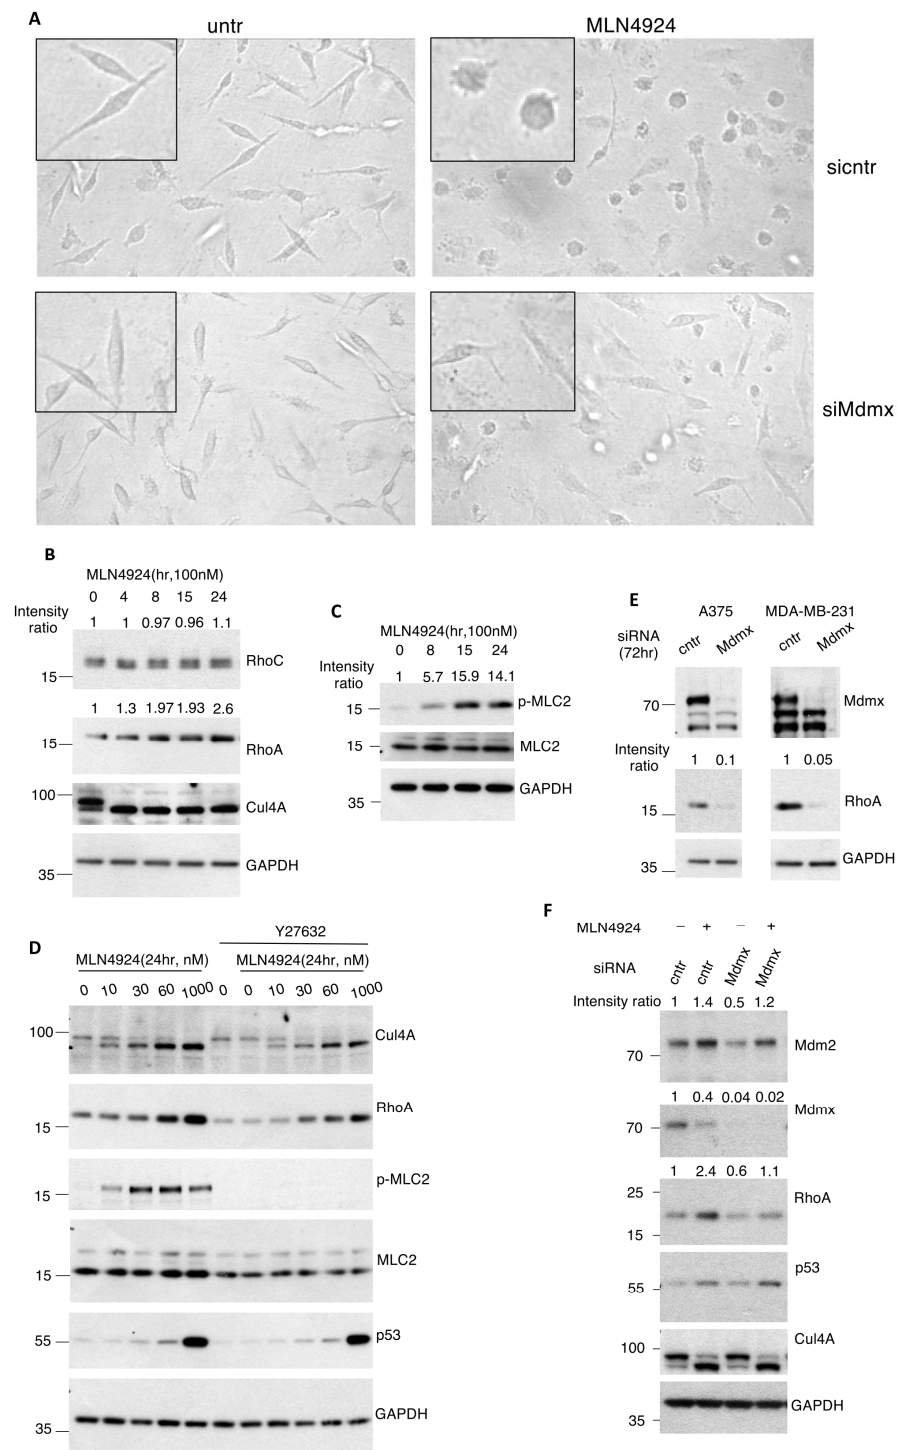 A
untr
MLN4924
sicntr
siMdmx
B
MLN4924(hr,100nM)
0 4 8 15 24
Intensity
ratio
1 1 0.97 0.96 1.1
RhoC
15
1 1.3 1.97 1.93 2.6
15
RhoA
100
Cul4A
GAPDH
35
C
MLN4924(hr,100nM)
0 8 15 24
Intensity
ratio
1 5.7 15.9 14.1
p-MLC2
15
15
MLC2
GAPDH
35
E
A375 MDA-MB-231
siRNA
(72hr)
cntr Mdmx cntr Mdmx
70
Mdmx
Intensity
ratio
1 0.1 1 0.05
RhoA
15
GAPDH
35
D
Y27632
MLN4924(24hr, nM) MLN4924(24hr, nM)
0 10 30 60 1000 0 0 10 30 60 1000
100
Cul4A
RhoA
15
p-MLC2
15
MLC2
15
p53
55
GAPDH
35
F
MLN4924 – + – +
siRNA cntr cntr Mdmx Mdmx
Intensity ratio 1 1.4 0.5 1.2
Mdm2
70
1 0.4 0.04 0.02
Mdmx
70
1 2.4 0.6 1.1
25
RhoA
15
p53
55
Cul4A
100
GAPDH
35